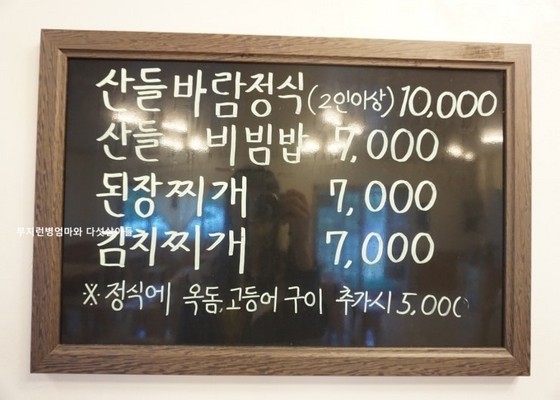 산들바람정식(2인이상) 10,000
산들 비빔밥 7,000
된장찌개 7,000
김치찌개 7,000
※ 정식에 옥돔,고등어구이 추가시 5,000